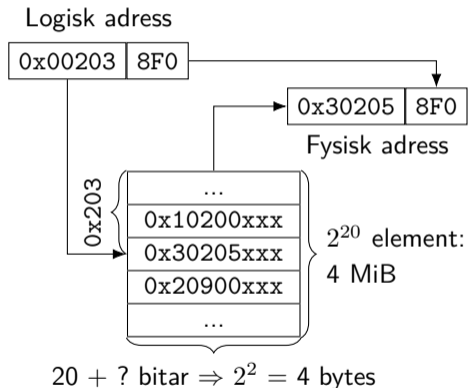 Logisk adress
0x00203 8F0
0x30205 8F0
Fysisk adress
0x203
...
0x10200xxx
0x30205xxx
0x20900xxx
...
2^20 element:
4 MiB
20 + ? bitar ⇒ 2^2 = 4 bytes